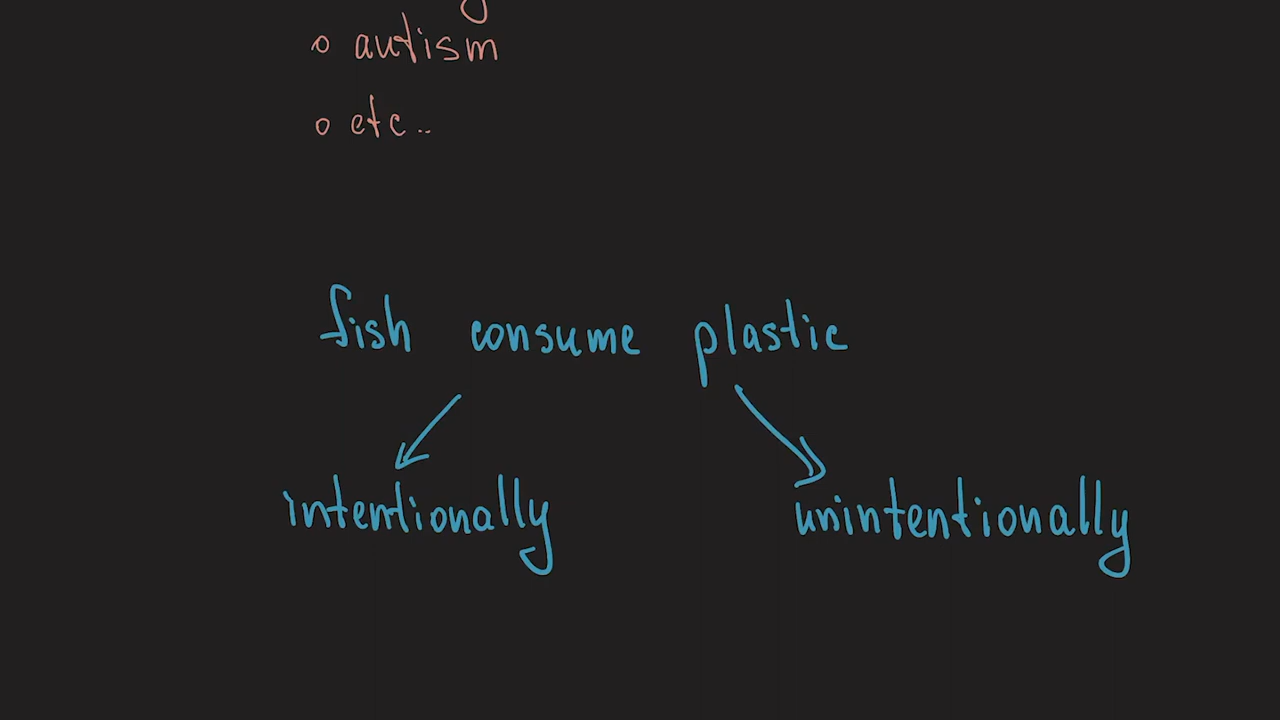 o autism
o etc..
fish consume plastic
intentionally unintentionally